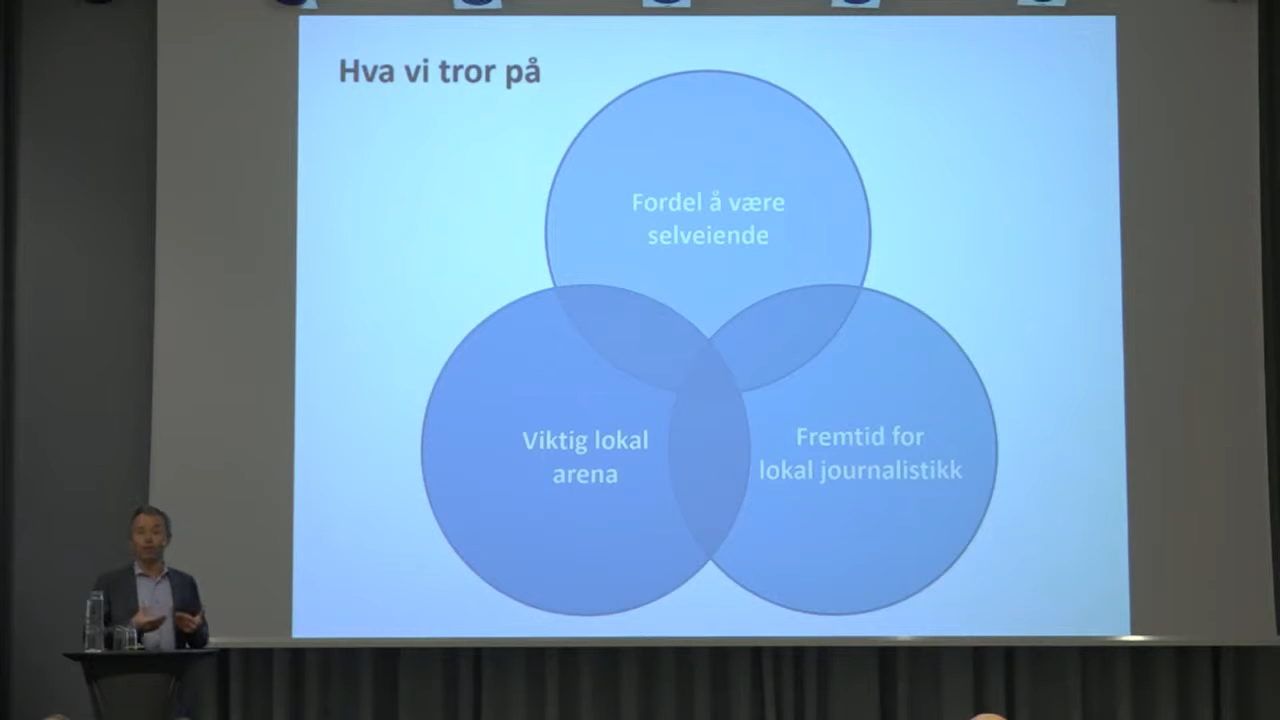 Hva vi tror på
Fordel å være
selveiende
Viktig lokal
arena
Fremtid for
lokal journalistikk